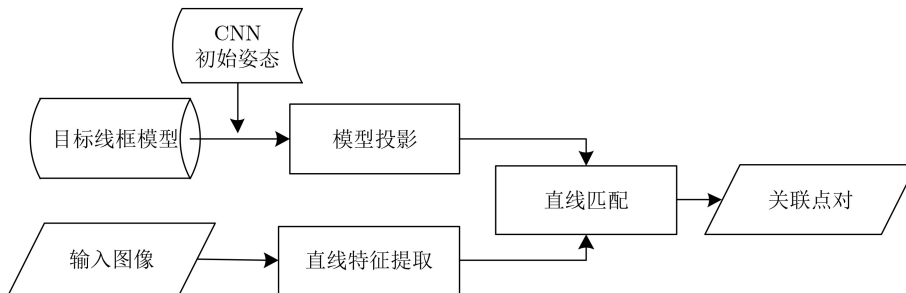 CNN
初始姿态
目标线框模型
模型投影
直线匹配
关联点对
输入图像
直线特征提取